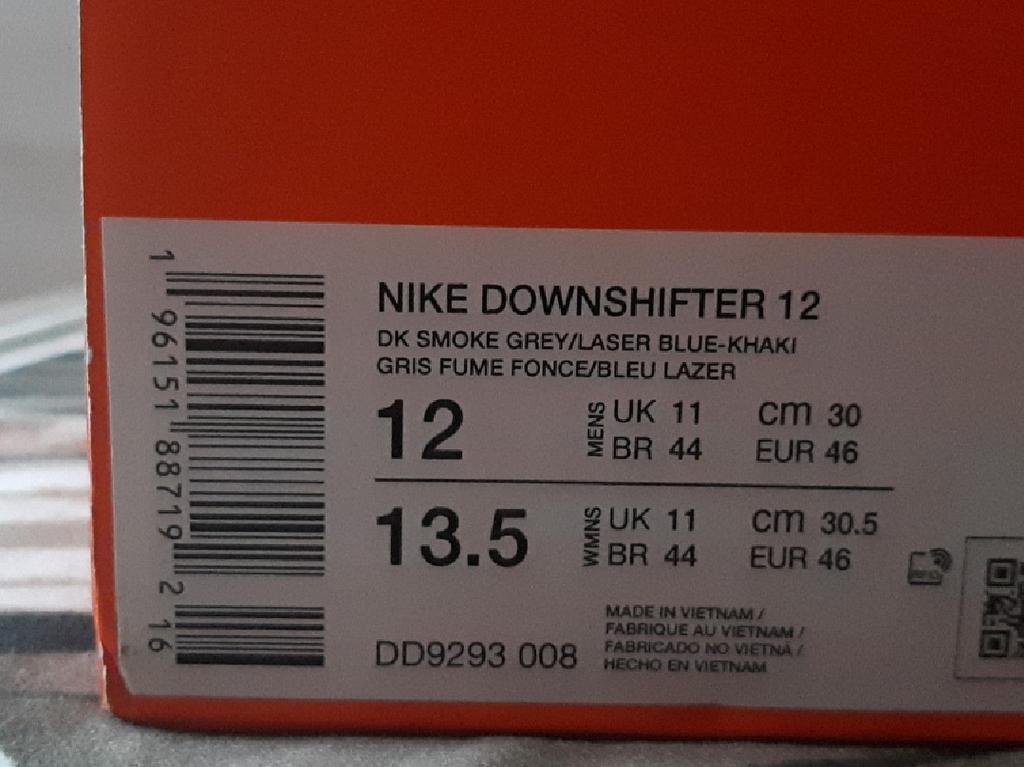 1 96151 88719 2 16
NIKE DOWNSHIFTER 12
DK SMOKE GREY/LASER BLUE-KHAKI
GRIS FUME FONCE/BLEU LAZER
12 MENS UK 11 CM 30
BR 44 EUR 46
13.5 WMNS UK 11 CM 30.5
BR 44 EUR 46
DD9293 008
MADE IN VIETNAM /
FABRIQUE AU VIETNAM /
FABRICADO NO VIETNÃ /
HECHO EN VIETNAM